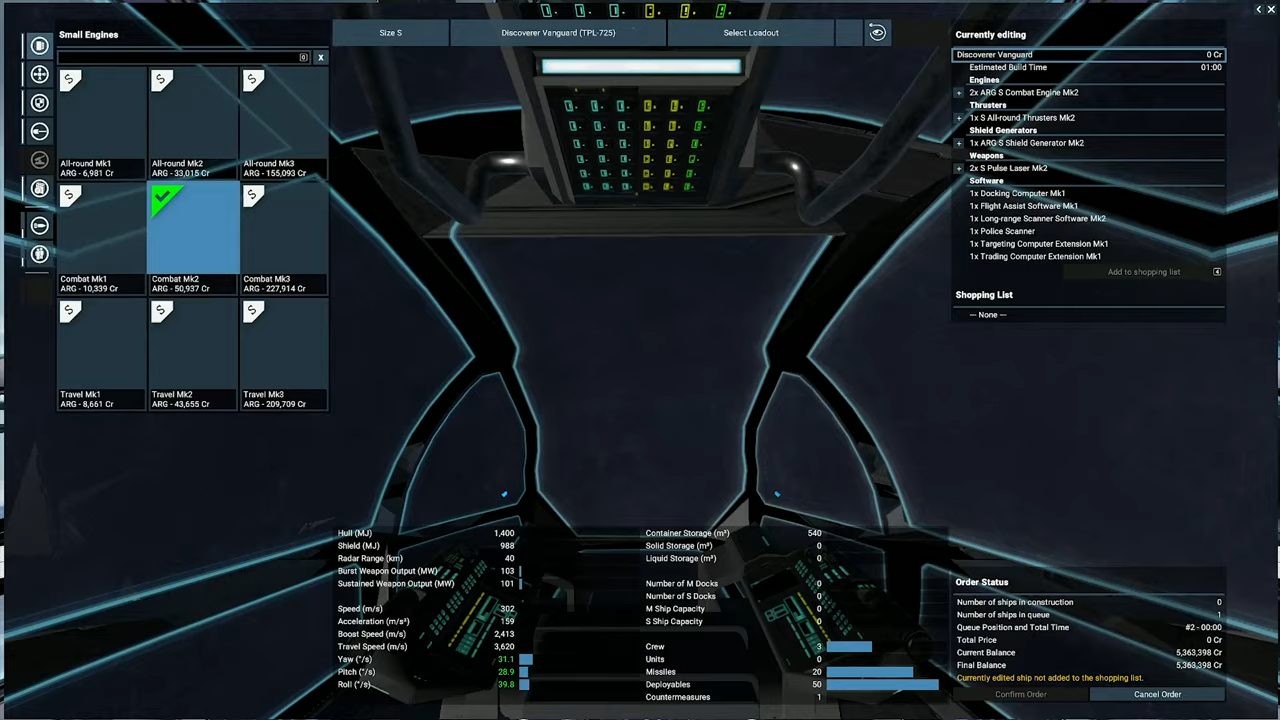 Small Engines
0
X
All-round Mk1
ARG - 6,981 Cr
All-round Mk2
ARG - 33,015 Cr
All-round Mk3
ARG - 155,093 Cr
Combat Mk1
ARG - 10,339 Cr
Combat Mk2
ARG - 50,937 Cr
Combat Mk3
ARG - 227,914 Cr
Travel Mk1
ARG - 8,661 Cr
Travel Mk2
ARG - 43,655 Cr
Travel Mk3
ARG - 209,709 Cr
Size S
Discoverer Vanguard (TPL-725)
Select Loadout
Hull (MJ) 1,400
Shield (MJ) 988
Radar Range (km) 40
Burst Weapon Output (MW) 103
Sustained Weapon Output (MW) 101
Speed (m/s) 302
Acceleration (m/s²) 159
Boost Speed (m/s) 2,413
Travel Speed (m/s) 3,620
Yaw (°/s) 31.1
Pitch (°/s) 28.9
Roll (°/s) 39.8
Container Storage (m³) 540
Solid Storage (m³) 0
Liquid Storage (m³) 0
Number of M Docks 0
Number of S Docks 0
M Ship Capacity 0
S Ship Capacity 0
Crew 3
Units 0
Missiles 20
Deployables 50
Countermeasures 1
Currently editing
Discoverer Vanguard 0 Cr
Estimated Build Time 01:00
Engines
+ 2x ARG S Combat Engine Mk2
Thrusters
+ 1x S All-round Thrusters Mk2
Shield Generators
+ 1x ARG S Shield Generator Mk2
Weapons
+ 2x S Pulse Laser Mk2
Software
1x Docking Computer Mk1
1x Flight Assist Software Mk1
1x Long-range Scanner Software Mk2
1x Police Scanner
1x Targeting Computer Extension Mk1
1x Trading Computer Extension Mk1
Add to shopping list
Shopping List
— None —
Order Status
Number of ships in construction 0
Number of ships in queue 1
Queue Position and Total Time #2 - 00:00
Total Price 0 Cr
Current Balance 5,363,398 Cr
Final Balance 5,363,398 Cr
Currently edited ship not added to the shopping list.
Confirm Order
Cancel Order